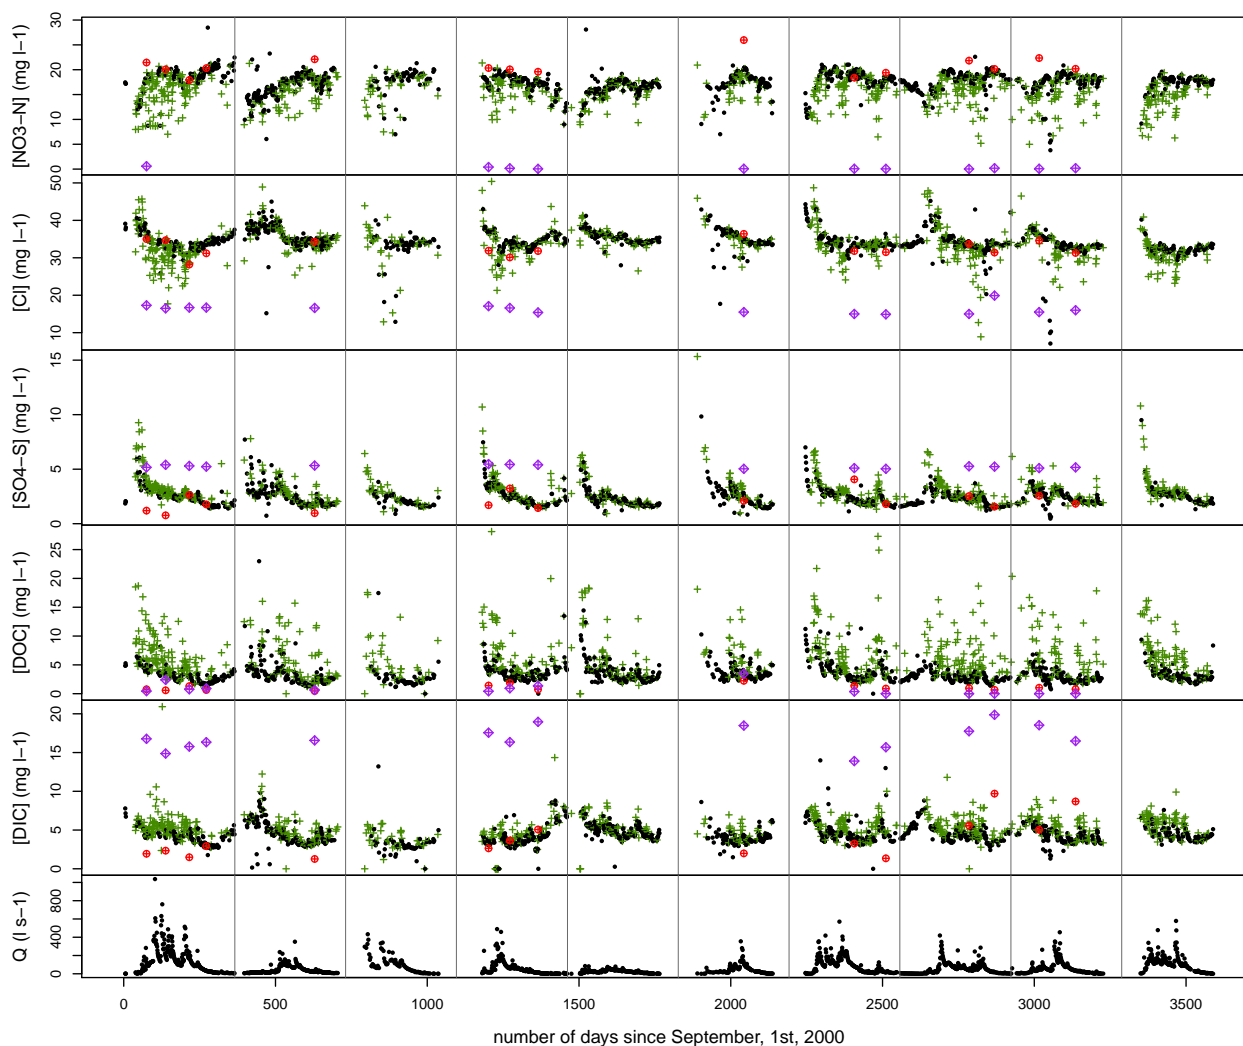 [NO3−N] (mg l−1)
0 5 10 20 30
[Cl] (mg l−1)
10 20 30 40 50
[SO4−S] (mg l−1)
0 5 10 15
[DOC] (mg l−1)
0 5 10 15 20 25
[DIC] (mg l−1)
0 5 10 15 20
Q (l s−1)
0 200 400 800
0 500 1000 1500 2000 2500 3000 3500
number of days since September, 1st, 2000